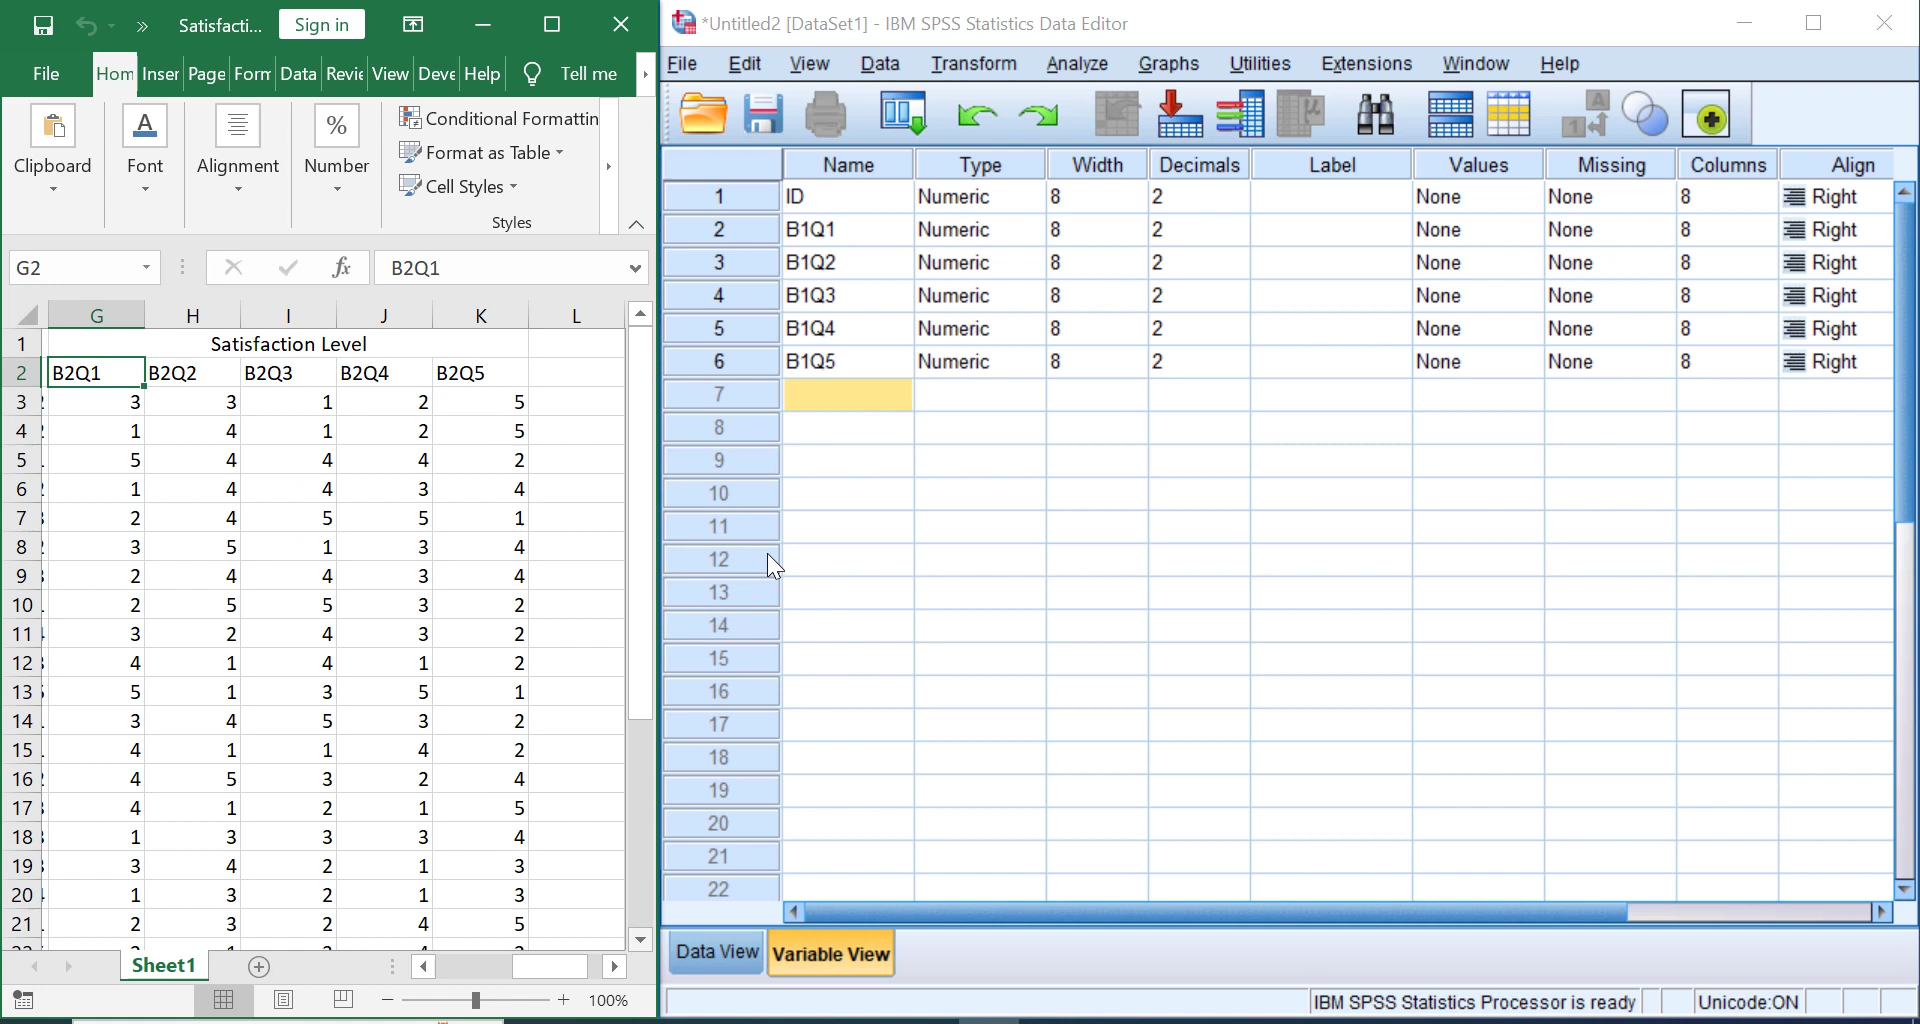 Satisfacti...
Sign in
File
Hom
Inser
Page
Form
Data
Revie
View
Deve
Help
Tell me
Clipboard
Font
Alignment
%
Number
Conditional Formattin
Format as Table
Cell Styles
Styles
G2
fx
B2Q1
G H I J K L
1 Satisfaction Level
2 B2Q1 B2Q2 B2Q3 B2Q4 B2Q5
3 3 3 1 2 5
4 1 4 1 2 5
5 5 4 4 4 2
6 1 4 4 3 4
7 2 4 5 5 1
8 3 5 1 3 4
9 2 4 4 3 4
10 2 5 5 3 2
11 3 2 4 3 2
12 4 1 4 1 2
13 5 1 3 5 1
14 3 4 5 3 2
15 4 1 1 4 2
16 4 5 3 2 4
17 4 1 2 1 5
18 1 3 3 3 4
19 3 4 2 1 3
20 1 3 2 1 3
21 2 3 2 4 5
Sheet1
100%
*Untitled2 [DataSet1] - IBM SPSS Statistics Data Editor
File Edit View Data Transform Analyze Graphs Utilities Extensions Window Help
Name Type Width Decimals Label Values Missing Columns Align
1 ID Numeric 8 2 None None 8 Right
2 B1Q1 Numeric 8 2 None None 8 Right
3 B1Q2 Numeric 8 2 None None 8 Right
4 B1Q3 Numeric 8 2 None None 8 Right
5 B1Q4 Numeric 8 2 None None 8 Right
6 B1Q5 Numeric 8 2 None None 8 Right
7
8
9
10
11
12
13
14
15
16
17
18
19
20
21
22
Data View
Variable View
IBM SPSS Statistics Processor is ready
Unicode:ON